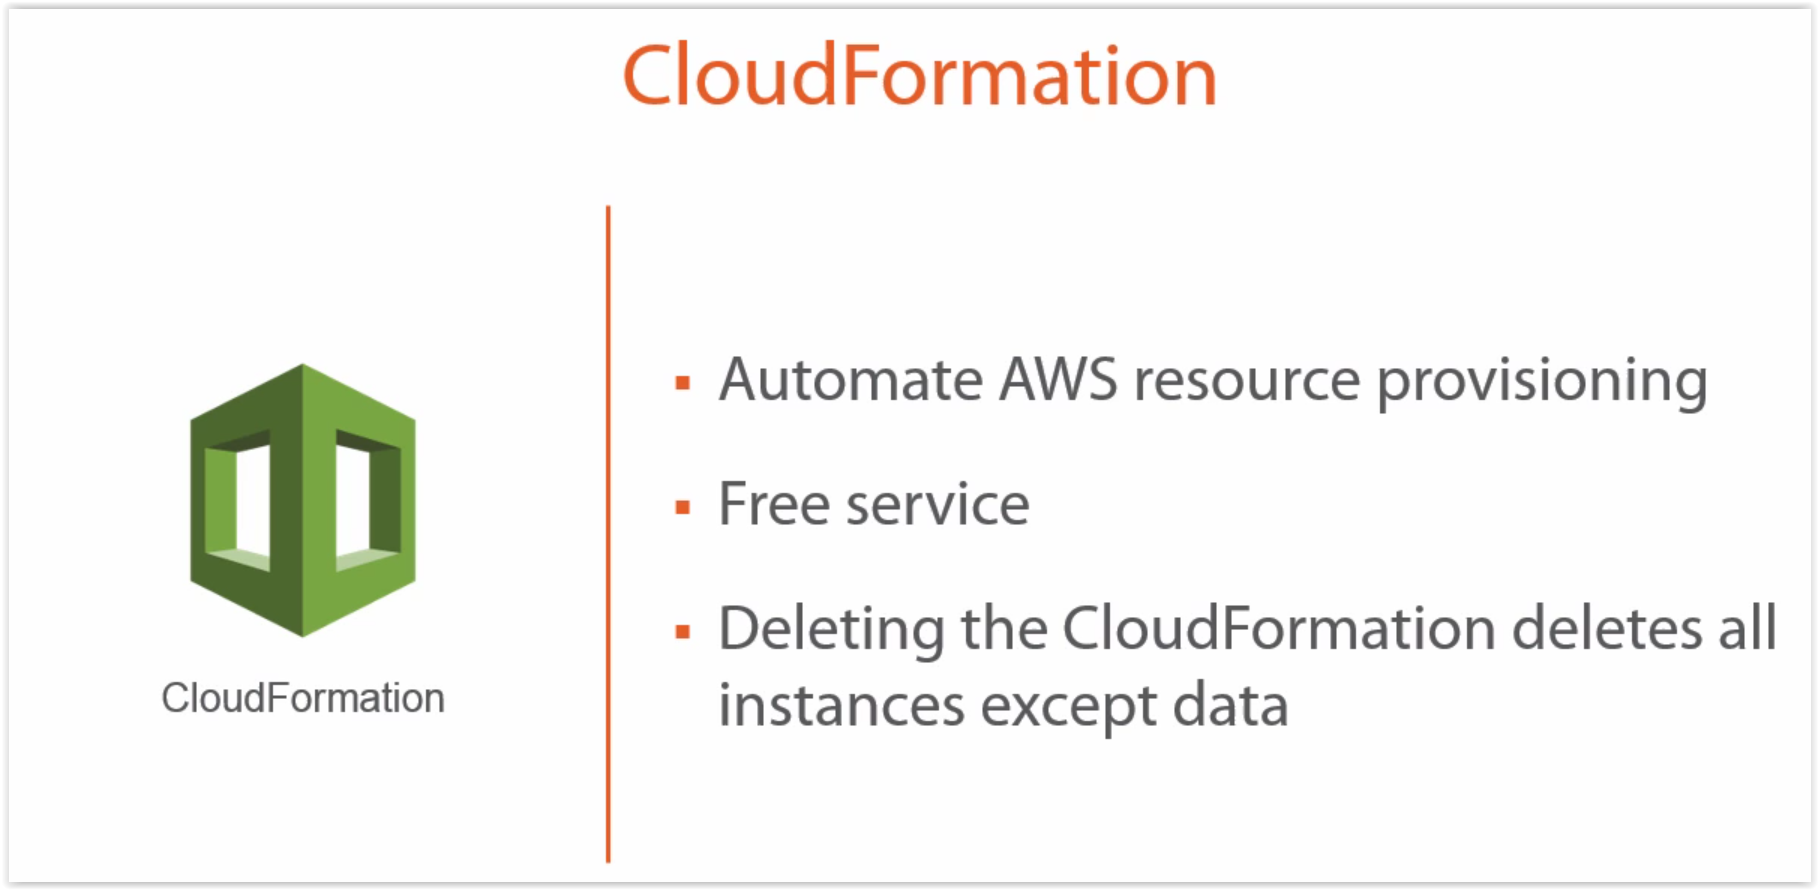 CloudFormation
▪ Automate AWS resource provisioning
▪ Free service
▪ Deleting the CloudFormation deletes all
instances except data
CloudFormation